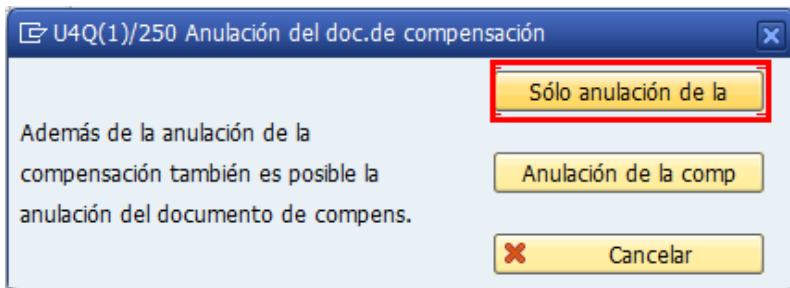 U4Q(1)/250 Anulación del doc.de compensación
Sólo anulación de la
Además de la anulación de la
compensación también es posible la
anulación del documento de compens.
Anulación de la comp
Cancelar